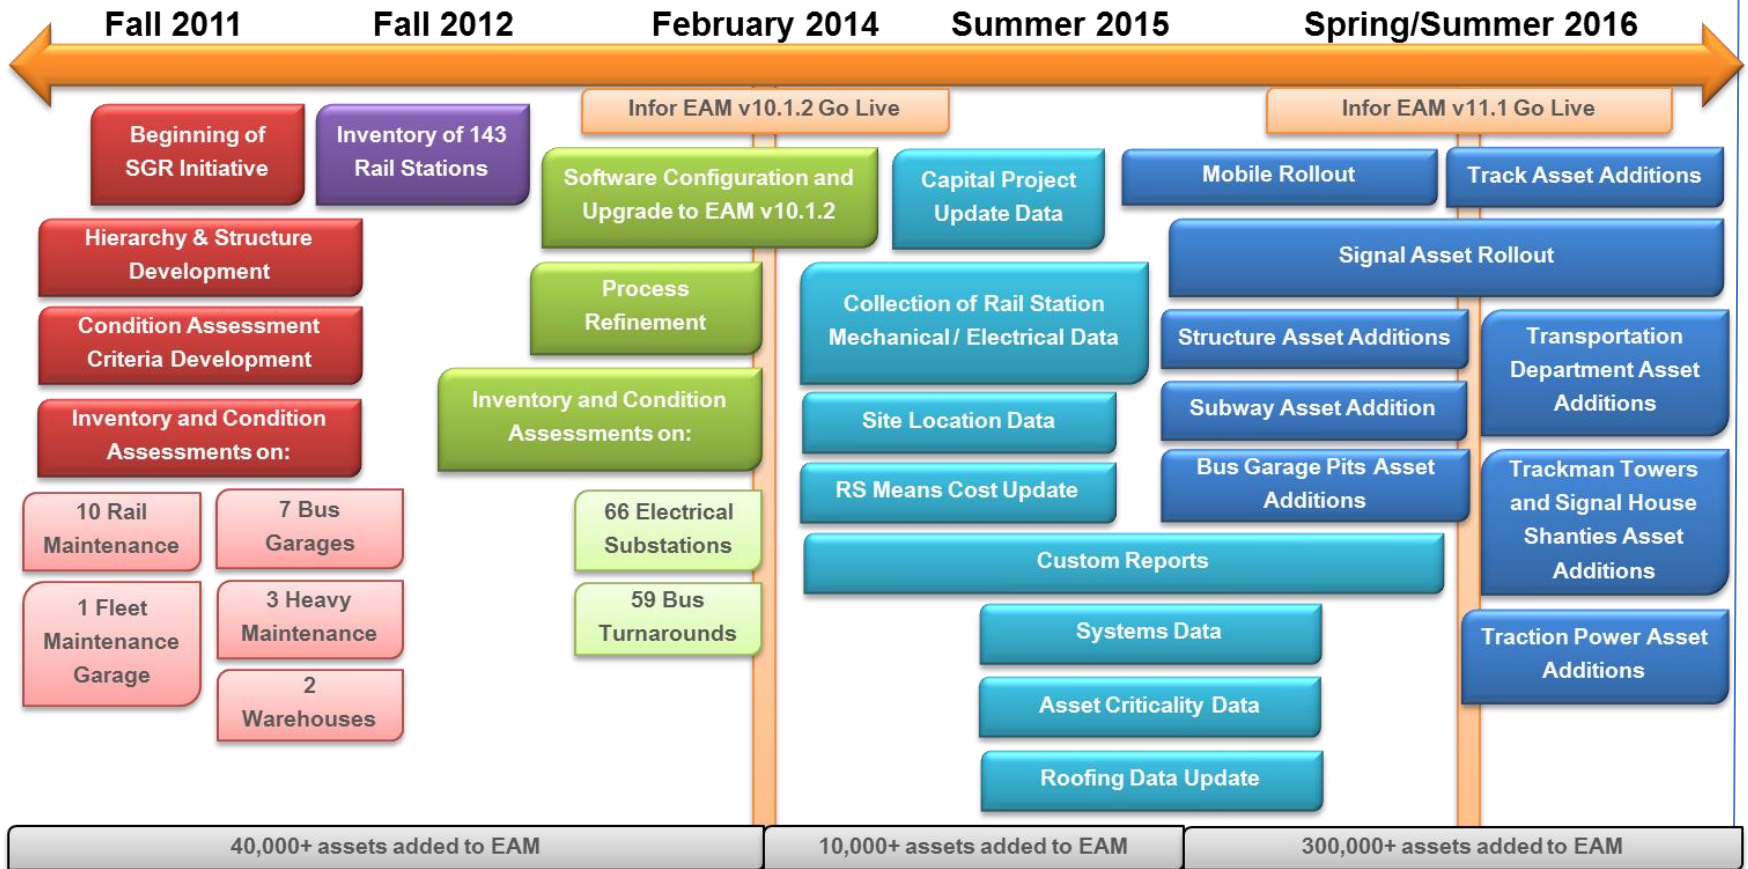 Fall 2011
Fall 2012
February 2014
Summer 2015
Spring/Summer 2016
Infor EAM v10.1.2 Go Live
Infor EAM v11.1 Go Live
Beginning of
SGR Initiative
Inventory of 143
Rail Stations
Hierarchy & Structure
Development
Condition Assessment
Criteria Development
Inventory and Condition
Assessments on:
10 Rail
Maintenance
7 Bus
Garages
1 Fleet
Maintenance
Garage
3 Heavy
Maintenance
2
Warehouses
Software Configuration and
Upgrade to EAM v10.1.2
Process
Refinement
Inventory and Condition
Assessments on:
66 Electrical
Substations
59 Bus
Turnarounds
Capital Project
Update Data
Collection of Rail Station
Mechanical / Electrical Data
Site Location Data
RS Means Cost Update
Custom Reports
Systems Data
Asset Criticality Data
Roofing Data Update
Mobile Rollout
Track Asset Additions
Signal Asset Rollout
Structure Asset Additions
Subway Asset Addition
Bus Garage Pits Asset
Additions
Transportation
Department Asset
Additions
Trackman Towers
and Signal House
Shanties Asset
Additions
Traction Power Asset
Additions
40,000+ assets added to EAM
10,000+ assets added to EAM
300,000+ assets added to EAM